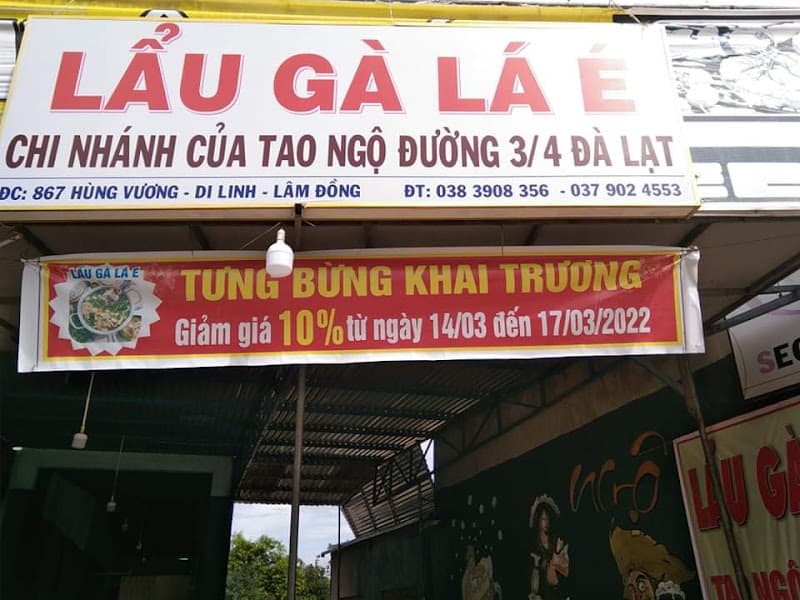 LẨU GÀ LÁ É
CHI NHÁNH CỦA TAO NGỘ ĐƯỜNG 3/4 ĐÀ LẠT
ĐC: 867 HÙNG VƯƠNG - DI LINH - LÂM ĐỒNG ĐT: 038 3908 356 - 037 902 4553
LẨU GÀ LÁ É
TƯNG BỪNG KHAI TRƯƠNG
Giảm giá 10% từ ngày 14/03 đến 17/03/2022
NGỘ
LẨU GÀ
TAO NGỘ